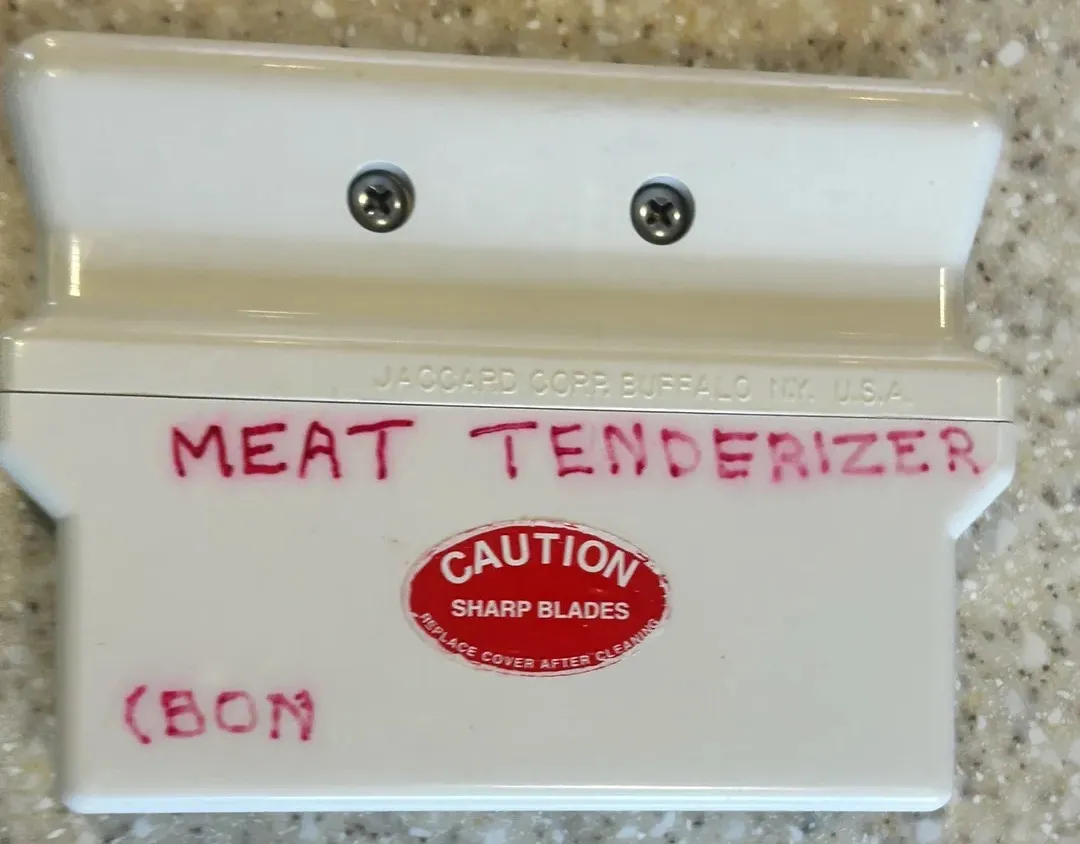 JACCARD CORP. BUFFALO N.Y. U.S.A.
MEAT TENDERIZER
CAUTION
SHARP BLADES
REPLACE COVER AFTER CLEANING
(BON